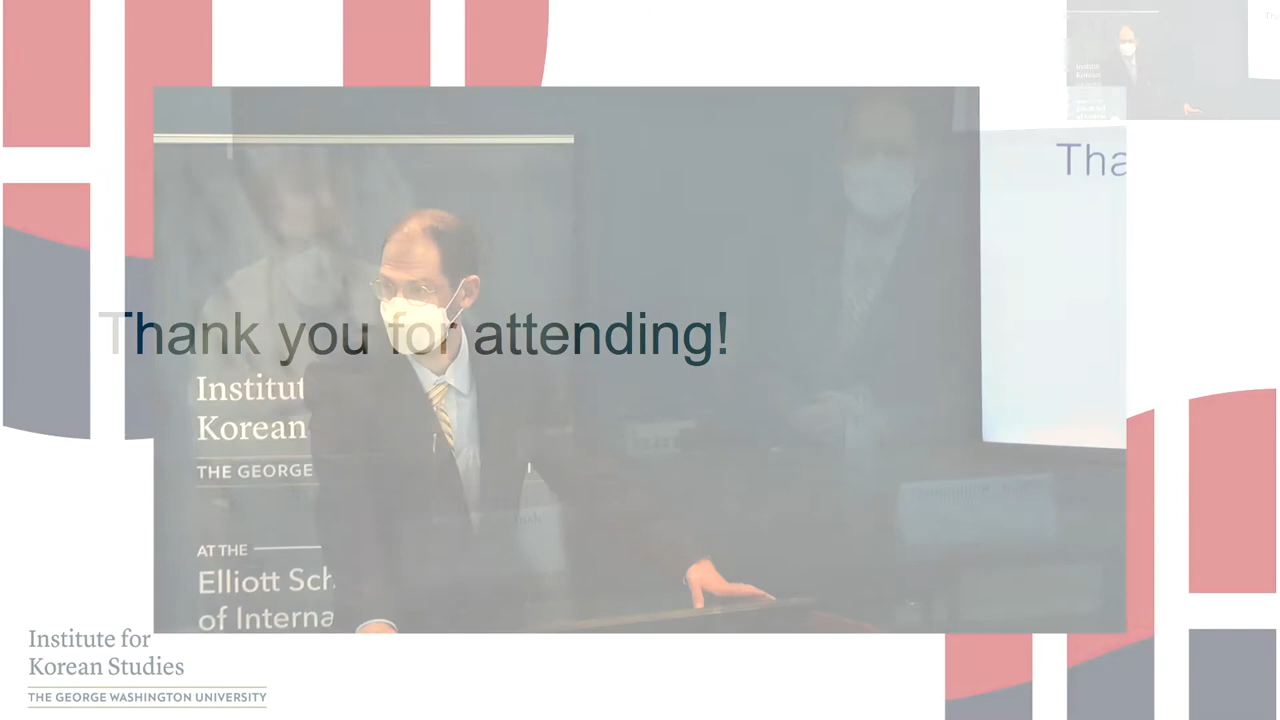 Tha
Thank you for attending!
Institut
Korean
THE GEORGE
AT THE
Elliott Sch
of Interna
Institute for
Korean Studies
THE GEORGE WASHINGTON UNIVERSITY